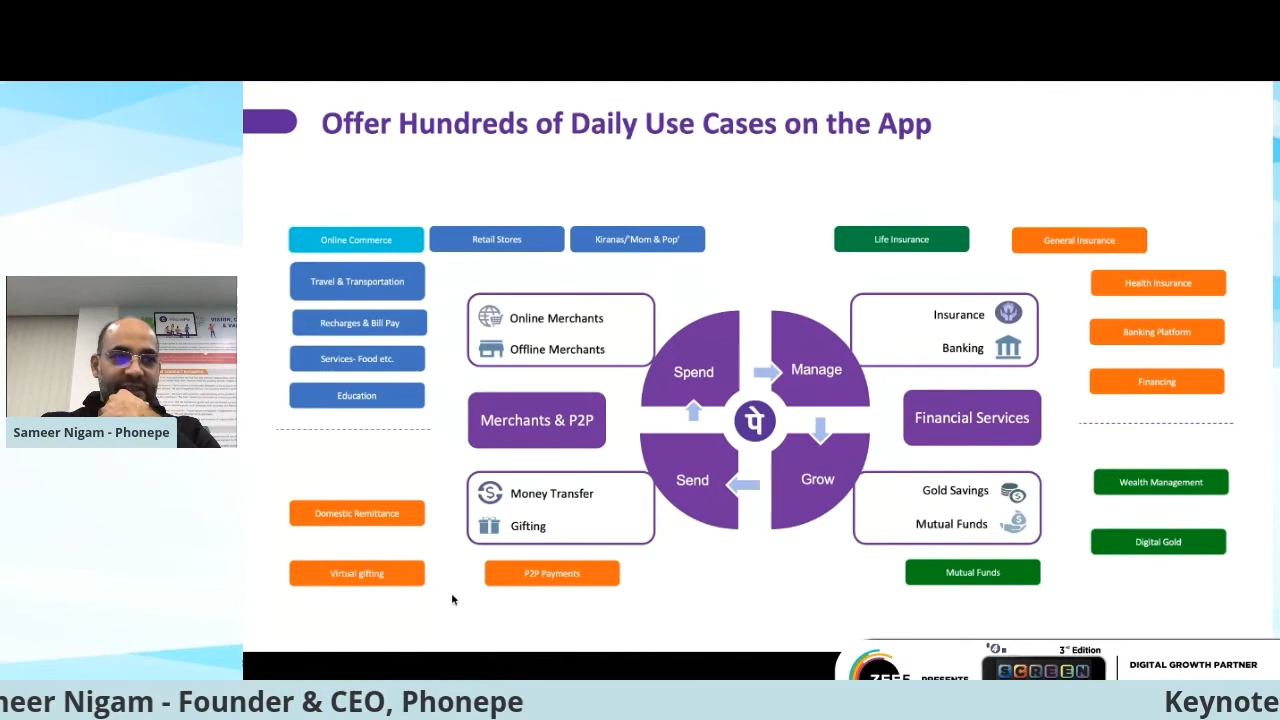 Offer Hundreds of Daily Use Cases on the App
Online Commerce
Retail Stores
Kiranas/'Mom & Pop'
Life Insurance
General Insurance
Travel & Transportation
Recharges & Bill Pay
Services- Food etc.
Education
Health Insurance
Banking Platform
Financing
Online Merchants
Offline Merchants
Insurance
Banking
Spend
Manage
Merchants & P2P
पे
Financial Services
Send
Grow
Money Transfer
Gifting
Gold Savings
Mutual Funds
Domestic Remittance
Virtual gifting
P2P Payments
Mutual Funds
Wealth Management
Digital Gold
Sameer Nigam - Phonepe
ZEE5
PRESENTS
3rd Edition
SCREEN
DIGITAL GROWTH PARTNER
meer Nigam - Founder & CEO, Phonepe
Keynote